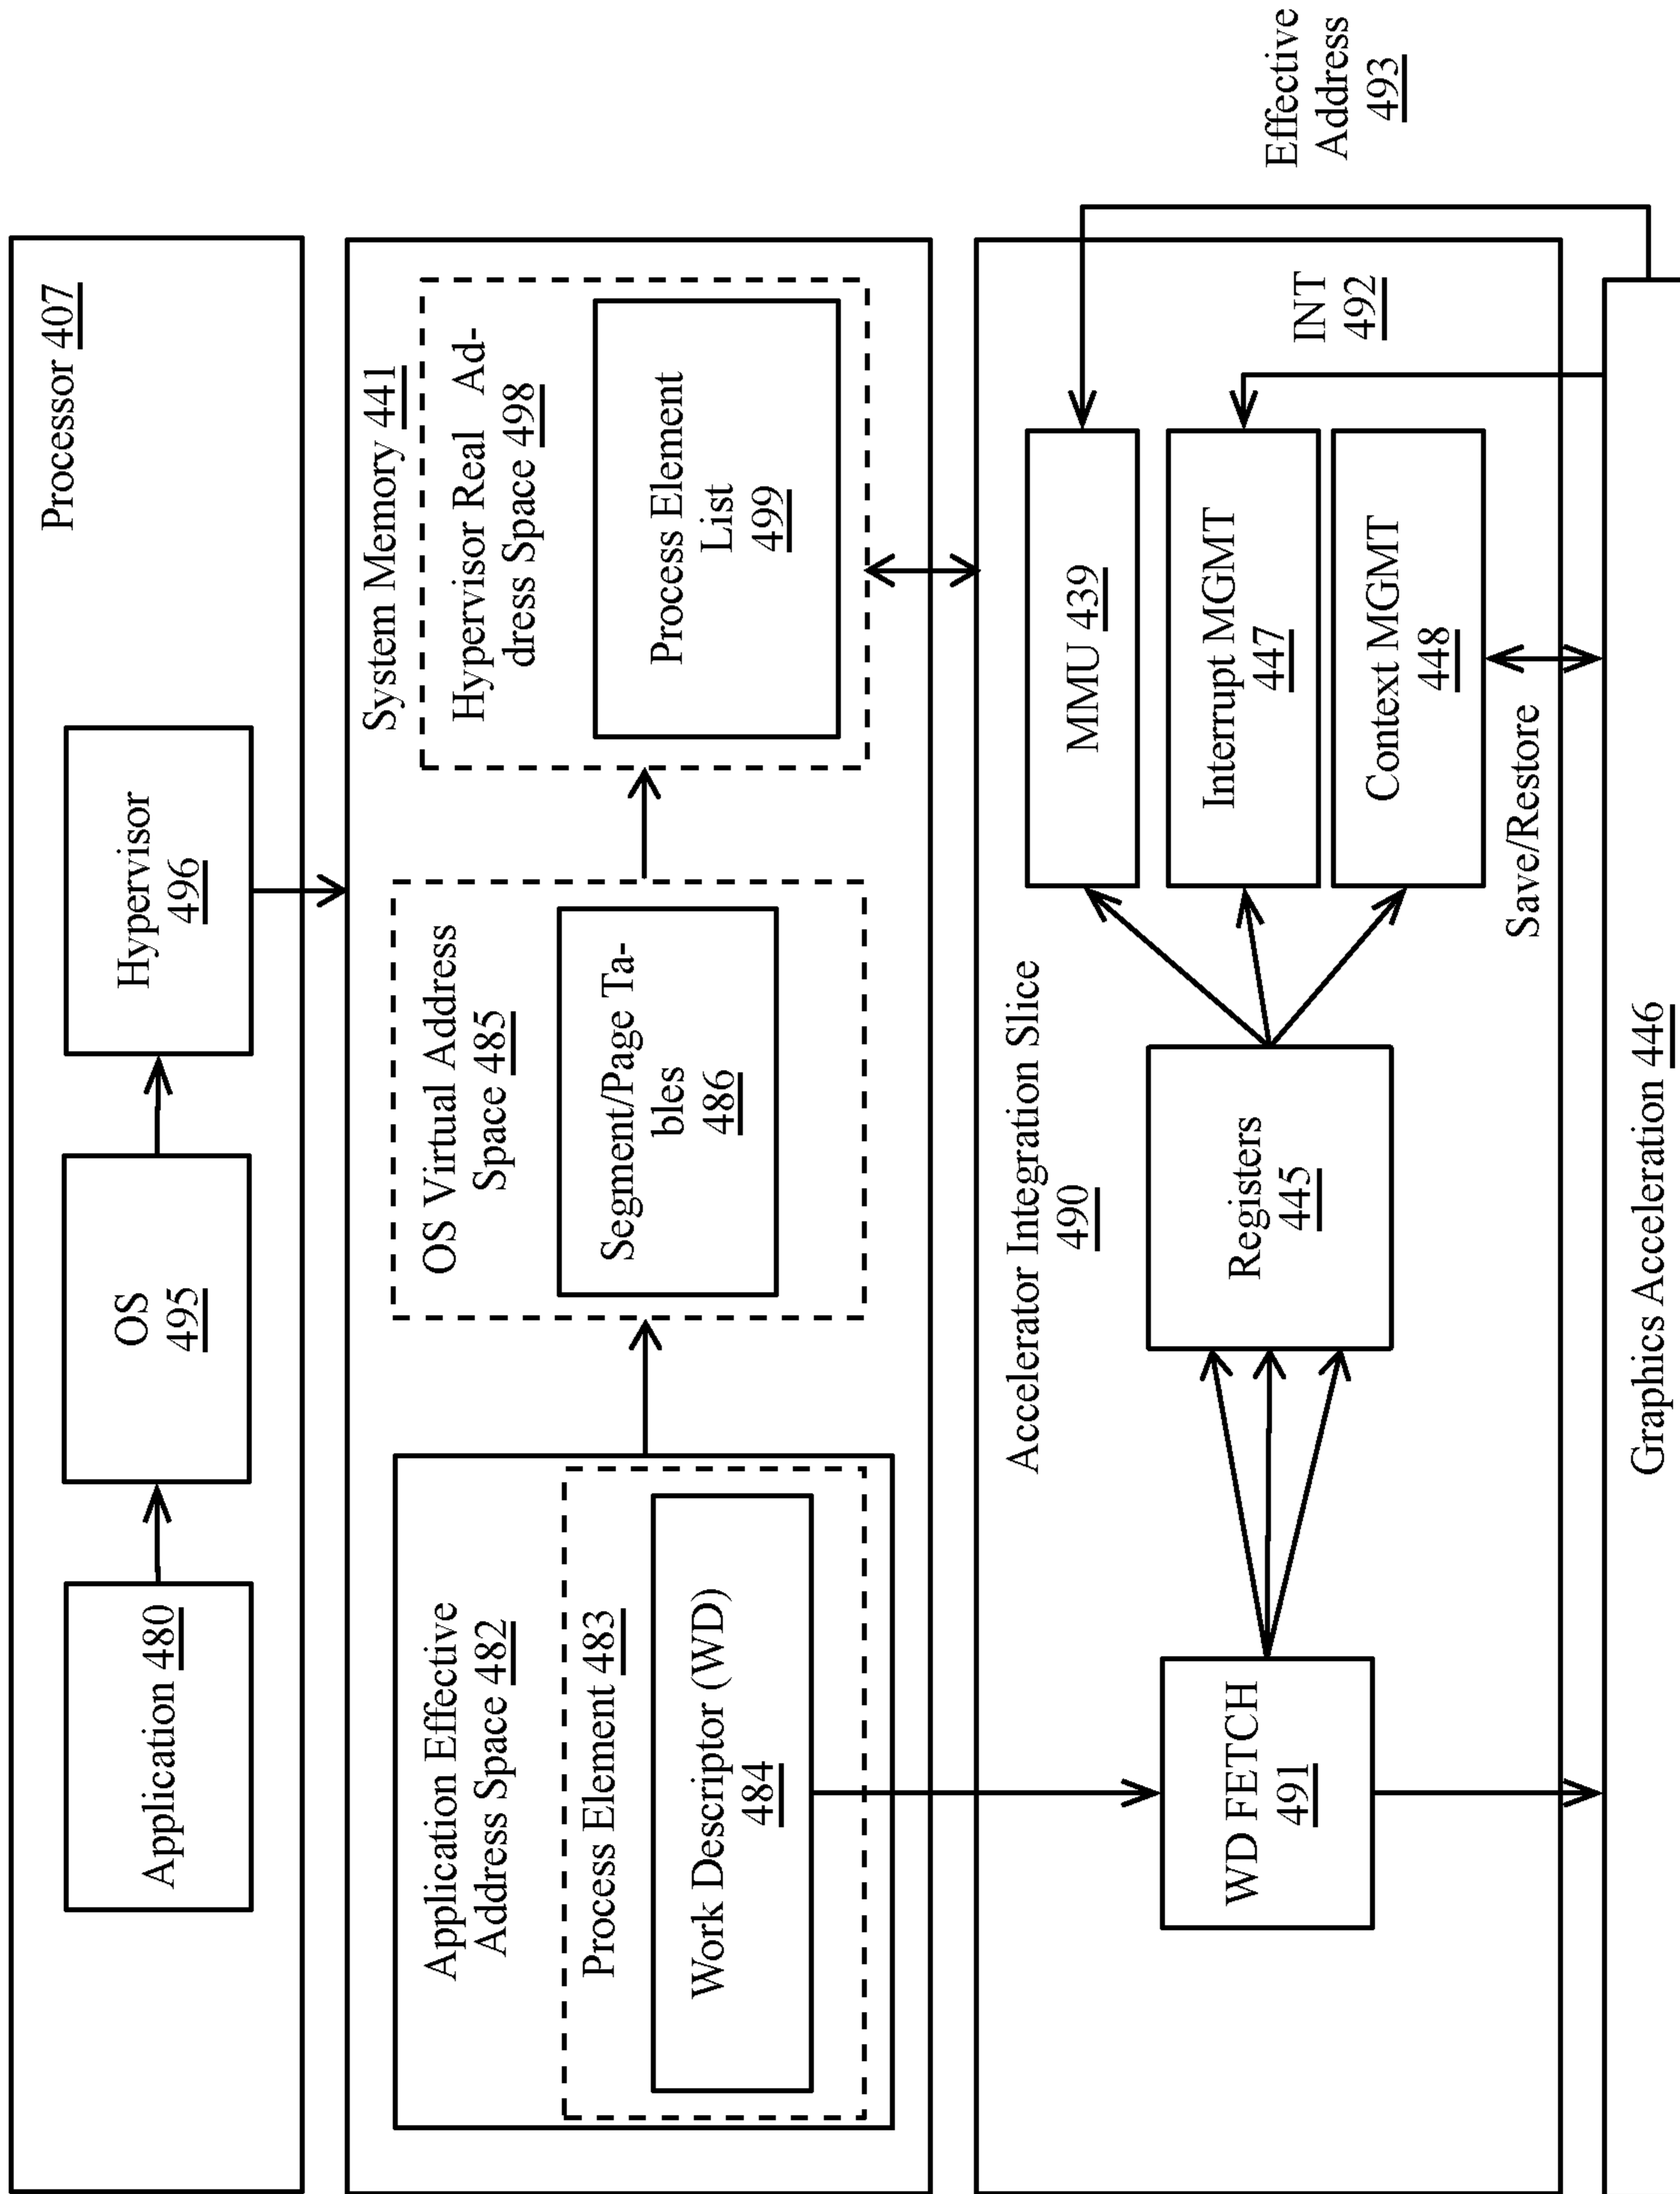 Processor 407
Application 480
OS
495
Hypervisor
496
System Memory 441
Application Effective
Address Space 482
Process Element 483
Work Descriptor (WD)
484
OS Virtual Address
Space 485
Segment/Page Ta-
bles
486
Hypervisor Real Ad-
dress Space 498
Process Element
List
499
Accelerator Integration Slice
490
WD FETCH
491
Registers
445
MMU 439
Interrupt MGMT
447
Context MGMT
448
INT
492
Effective
Address
493
Save/Restore
Graphics Acceleration 446